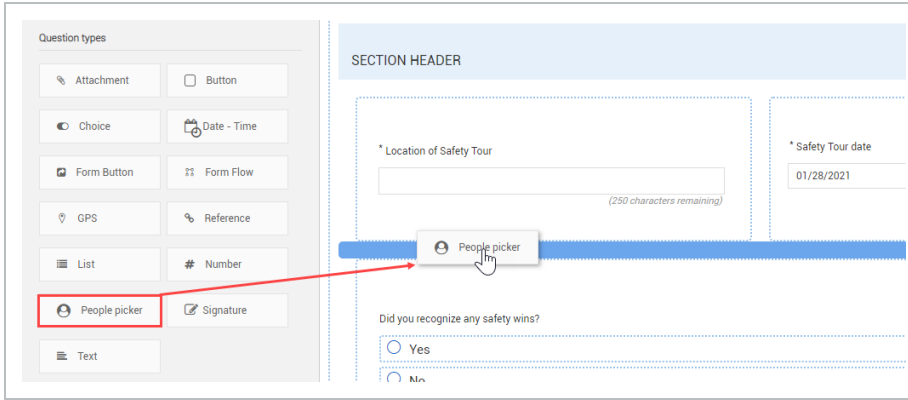 Question types
Attachment
Button
Choice
Date - Time
Form Button
Form Flow
GPS
Reference
List
# Number
People picker
Signature
Text
SECTION HEADER
* Location of Safety Tour
(250 characters remaining)
* Safety Tour date
01/28/2021
People picker
Did you recognize any safety wins?
Yes
No